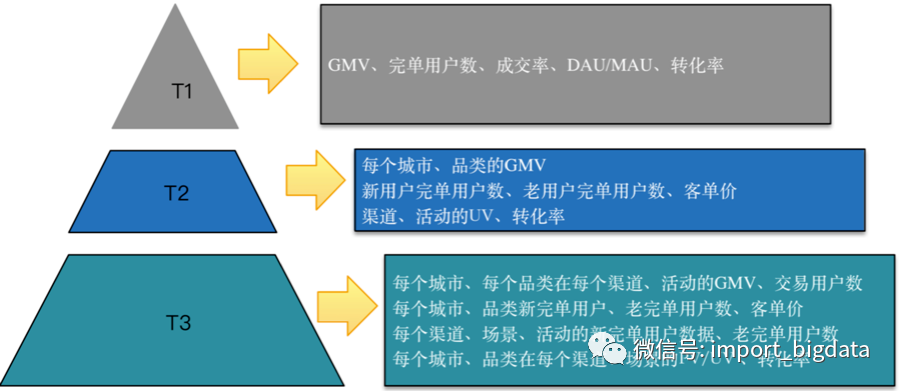 T1
GMV、完单用户数、成交率、DAU/MAU、转化率
T2
每个城市、品类的GMV
新用户完单用户数、老用户完单用户数、客单价
渠道、活动的UV、转化率
T3
每个城市、每个品类在每个渠道、活动的GMV、交易用户数
每个城市、品类新完单用户、老完单用户数、客单价
每个渠道、场景、活动的新完单用户数据、老完单用户数
微信号: import_bigdata
每个城市、品类在每个渠道、场景的PV/UV、转化率